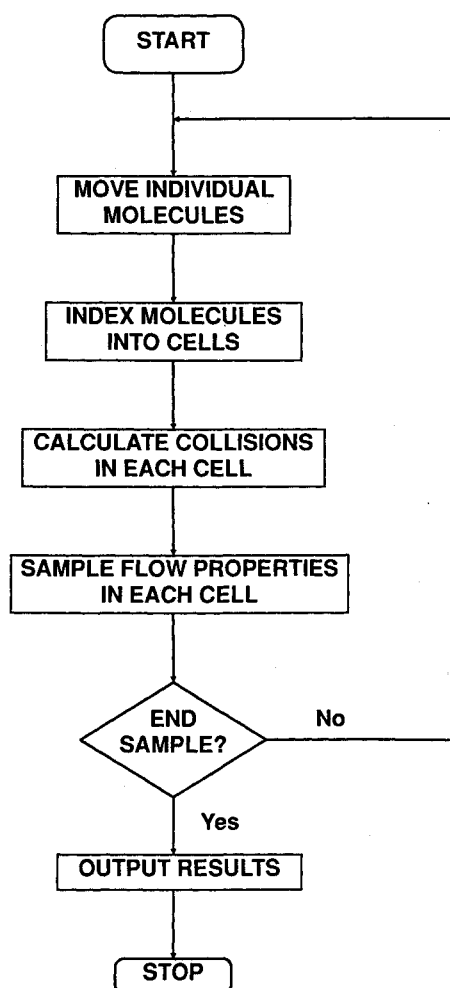 START
MOVE INDIVIDUAL
MOLECULES
INDEX MOLECULES
INTO CELLS
CALCULATE COLLISIONS
IN EACH CELL
SAMPLE FLOW PROPERTIES
IN EACH CELL
END
SAMPLE?
No
Yes
OUTPUT RESULTS
STOP